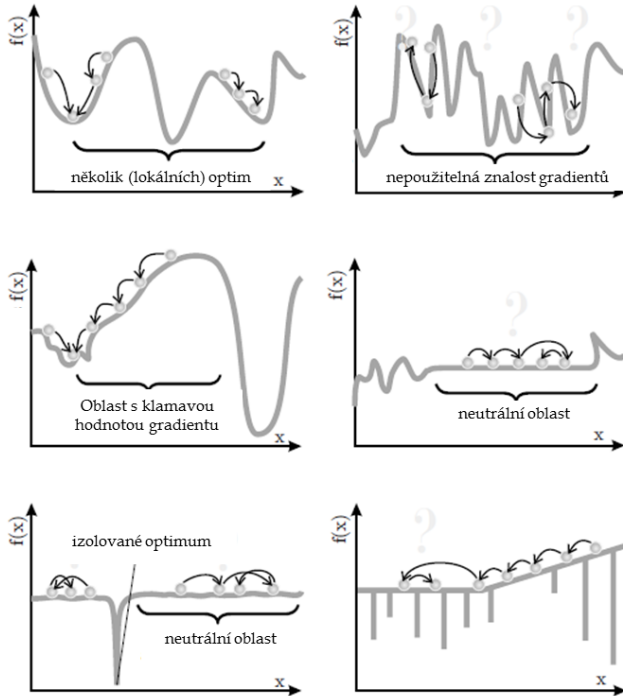 f(x)
několik (lokálních) optim
x
f(x)
? ? ?
nepoužitelná znalost gradientů
x
f(x)
Oblast s klamavou
hodnotou gradientu
x
f(x)
?
neutrální oblast
x
f(x)
izolované optimum
neutrální oblast
x
f(x)
?
x